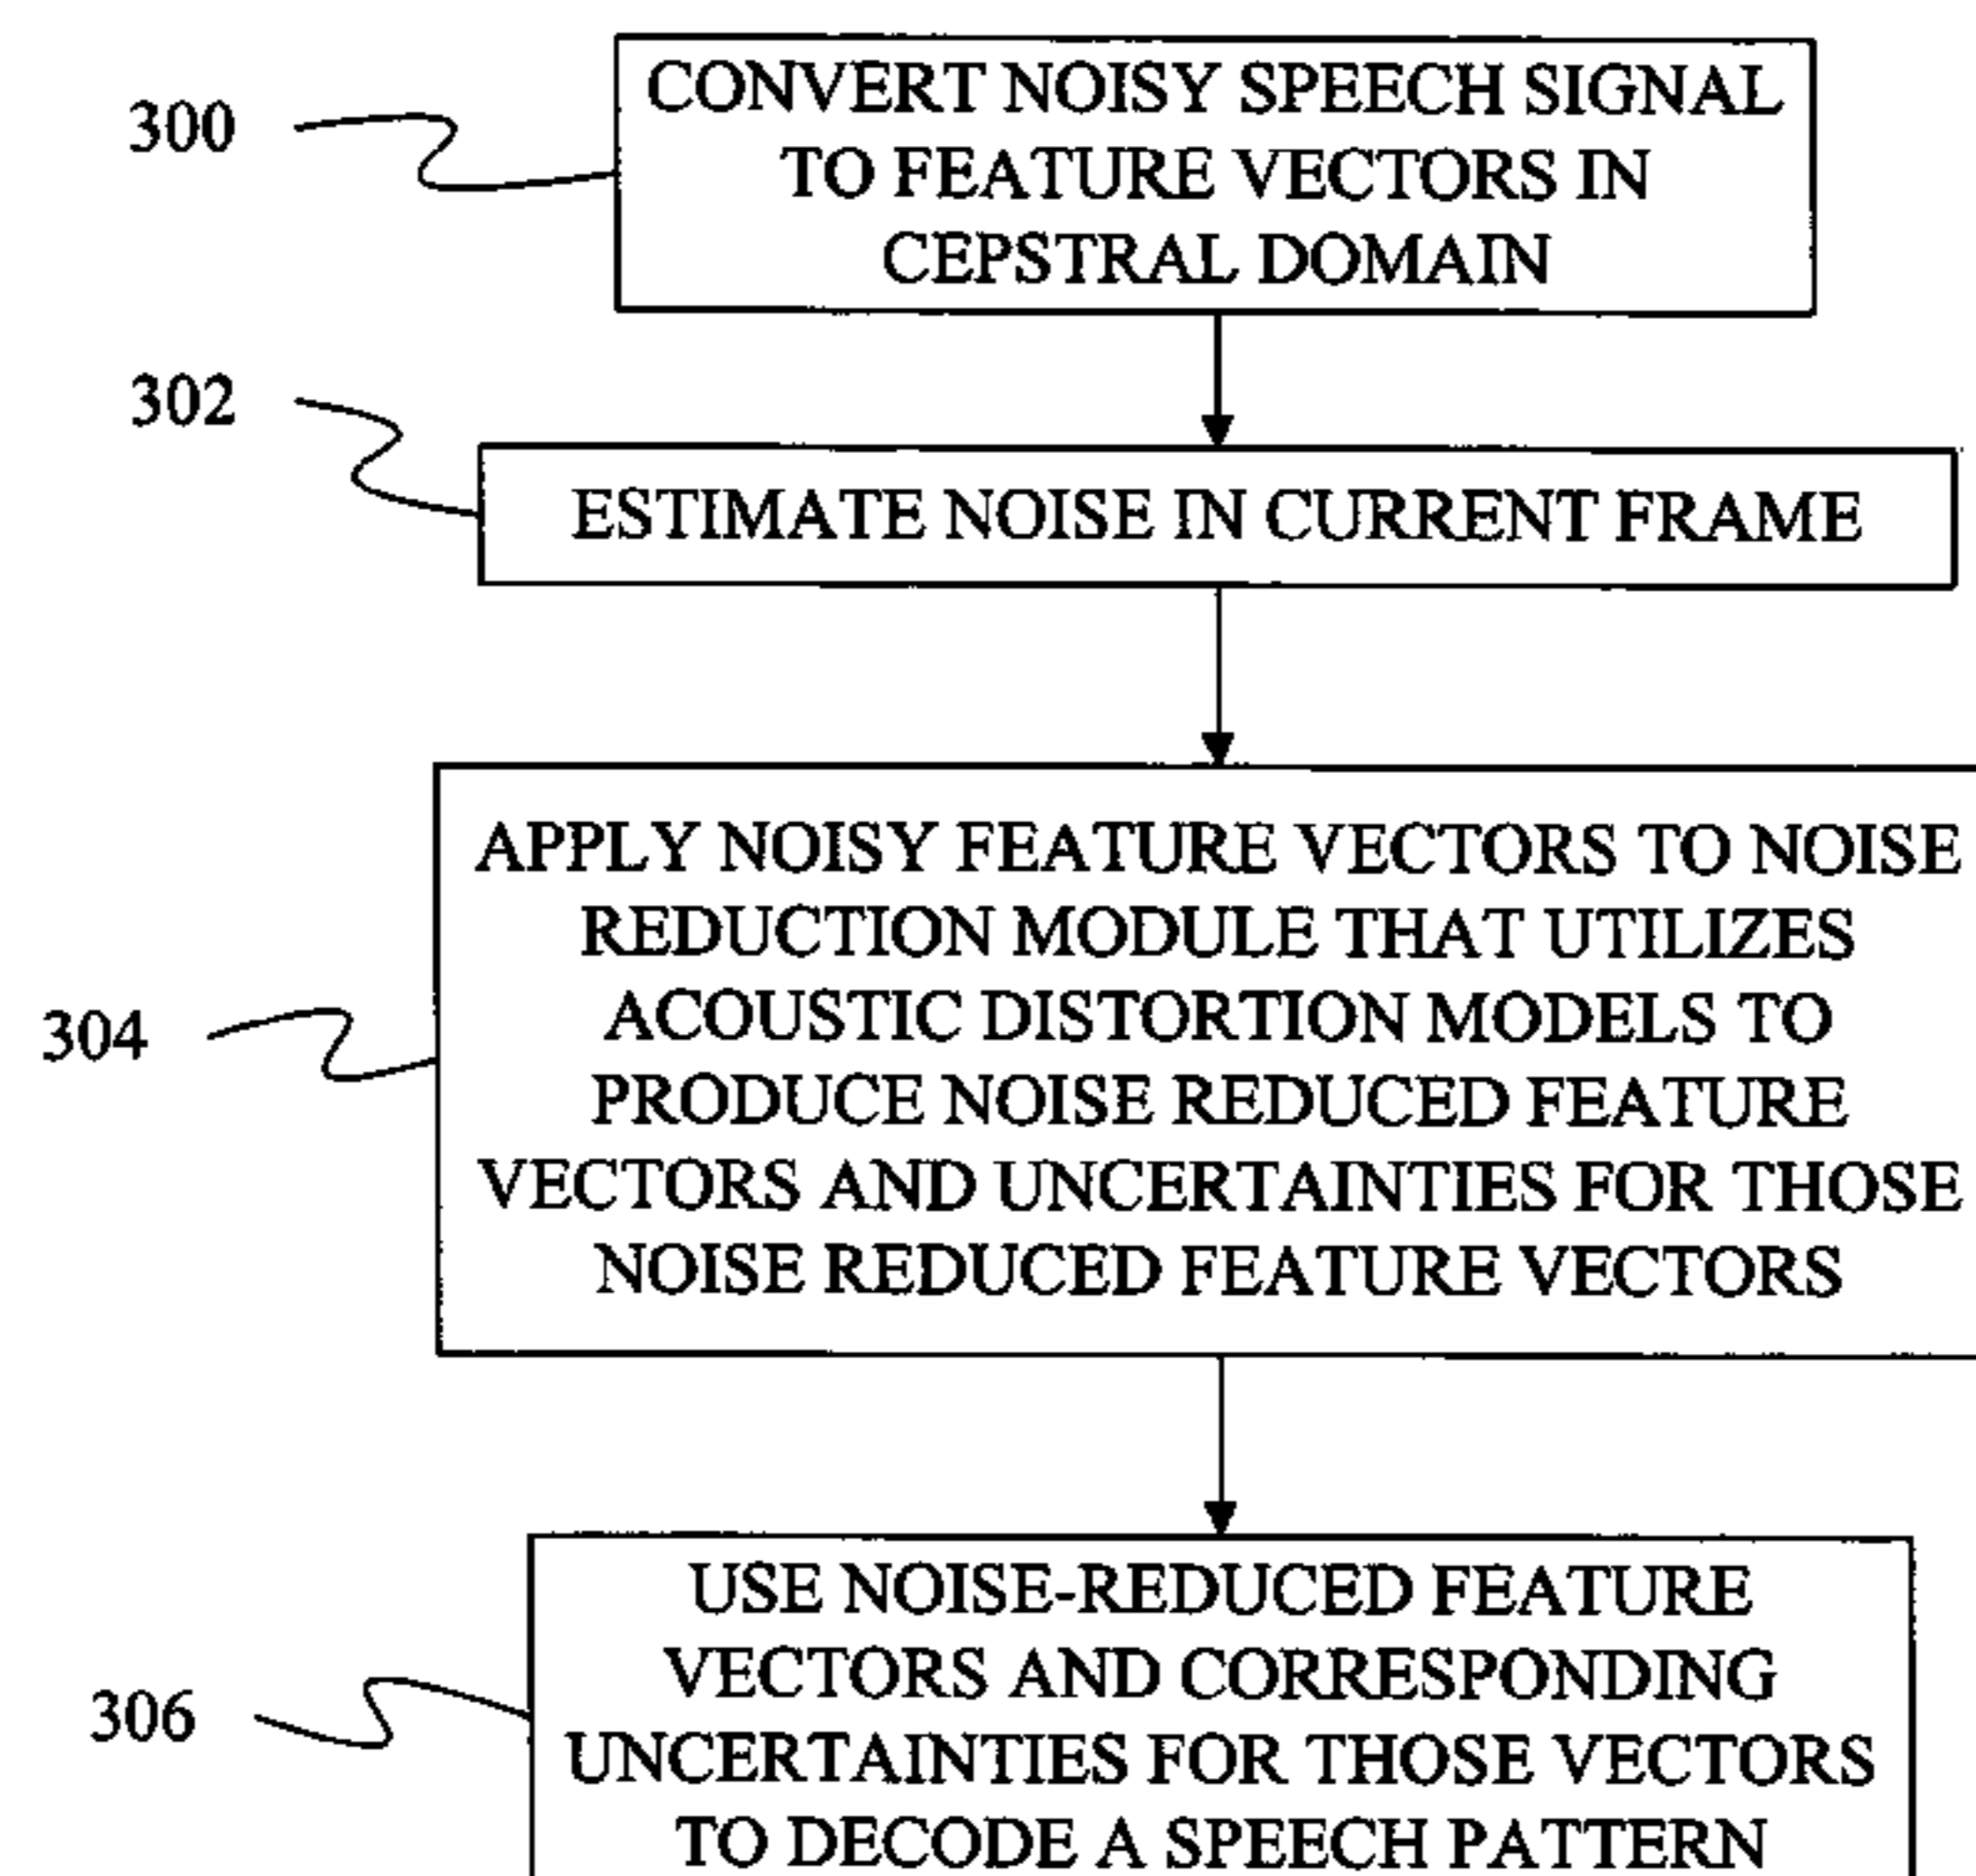 300
CONVERT NOISY SPEECH SIGNAL
TO FEATURE VECTORS IN
CEPSTRAL DOMAIN
302
ESTIMATE NOISE IN CURRENT FRAME
304
APPLY NOISY FEATURE VECTORS TO NOISE
REDUCTION MODULE THAT UTILIZES
ACOUSTIC DISTORTION MODELS TO
PRODUCE NOISE REDUCED FEATURE
VECTORS AND UNCERTAINTIES FOR THOSE
NOISE REDUCED FEATURE VECTORS
306
USE NOISE-REDUCED FEATURE
VECTORS AND CORRESPONDING
UNCERTAINTIES FOR THOSE VECTORS
TO DECODE A SPEECH PATTERN